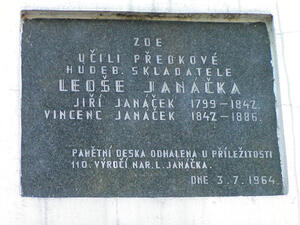 ZDE
UČILI PŘEDKOVÉ
HUDEB. SKLADATELE
LEOŠE JANÁČKA
JIŘÍ JANÁČEK 1799-1842.
VINCENC JANÁČEK 1842-1886.
PAMĚTNÍ DESKA ODHALENA U PŘÍLEŽITOSTI
110. VÝROČÍ NAR. L. JANÁČKA.
DNE 3.7.1964.